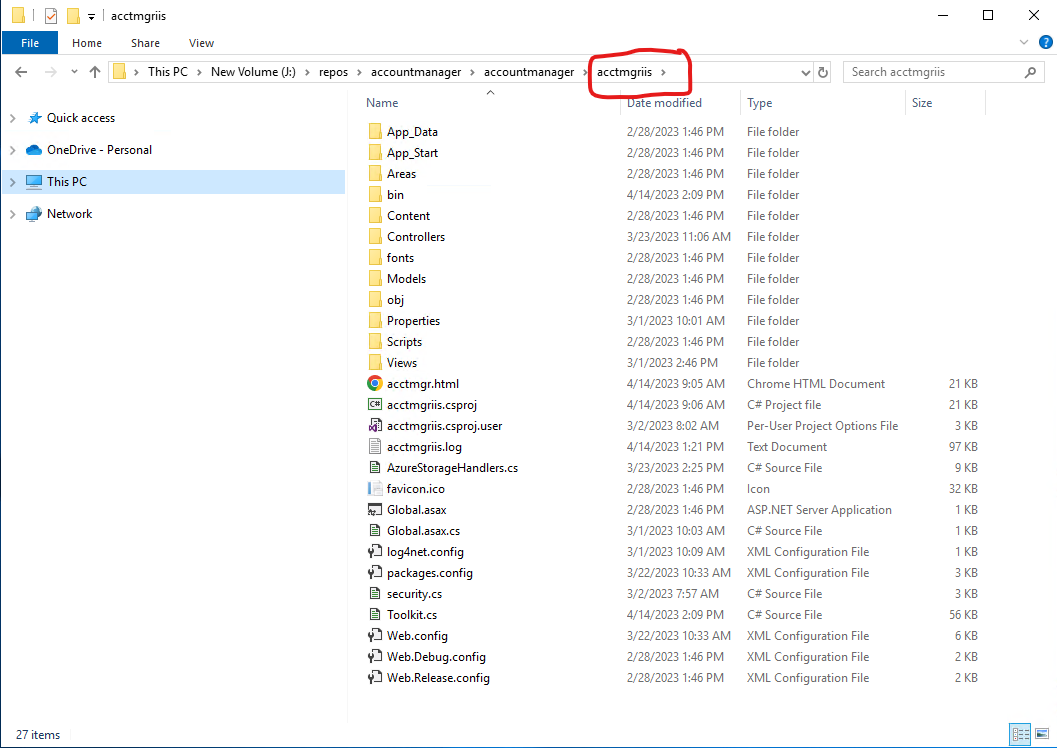 acctmgriis
File Home Share View
This PC New Volume (J:) repos accountmanager accountmanager acctmgriis Search acctmgriis
Quick access
OneDrive - Personal
This PC
Network
Name Date modified Type Size
App_Data 2/28/2023 1:46 PM File folder
App_Start 2/28/2023 1:46 PM File folder
Areas 2/28/2023 1:46 PM File folder
bin 4/14/2023 2:09 PM File folder
Content 2/28/2023 1:46 PM File folder
Controllers 3/23/2023 11:06 AM File folder
fonts 2/28/2023 1:46 PM File folder
Models 2/28/2023 1:46 PM File folder
obj 2/28/2023 1:46 PM File folder
Properties 3/1/2023 10:01 AM File folder
Scripts 2/28/2023 1:46 PM File folder
Views 3/1/2023 2:46 PM File folder
acctmgr.html 4/14/2023 9:05 AM Chrome HTML Document 21 KB
acctmgriis.csproj 4/14/2023 9:06 AM C# Project file 21 KB
acctmgriis.csproj.user 3/2/2023 8:02 AM Per-User Project Options File 3 KB
acctmgriis.log 4/14/2023 1:21 PM Text Document 97 KB
AzureStorageHandlers.cs 3/23/2023 2:25 PM C# Source File 9 KB
favicon.ico 2/28/2023 1:46 PM Icon 32 KB
Global.asax 2/28/2023 1:46 PM ASP.NET Server Application 1 KB
Global.asax.cs 3/1/2023 10:03 AM C# Source File 1 KB
log4net.config 3/1/2023 10:09 AM XML Configuration File 1 KB
packages.config 3/22/2023 10:33 AM XML Configuration File 3 KB
security.cs 3/2/2023 7:57 AM C# Source File 3 KB
Toolkit.cs 4/14/2023 2:09 PM C# Source File 56 KB
Web.config 3/22/2023 10:33 AM XML Configuration File 6 KB
Web.Debug.config 2/28/2023 1:46 PM XML Configuration File 2 KB
Web.Release.config 2/28/2023 1:46 PM XML Configuration File 2 KB
27 items